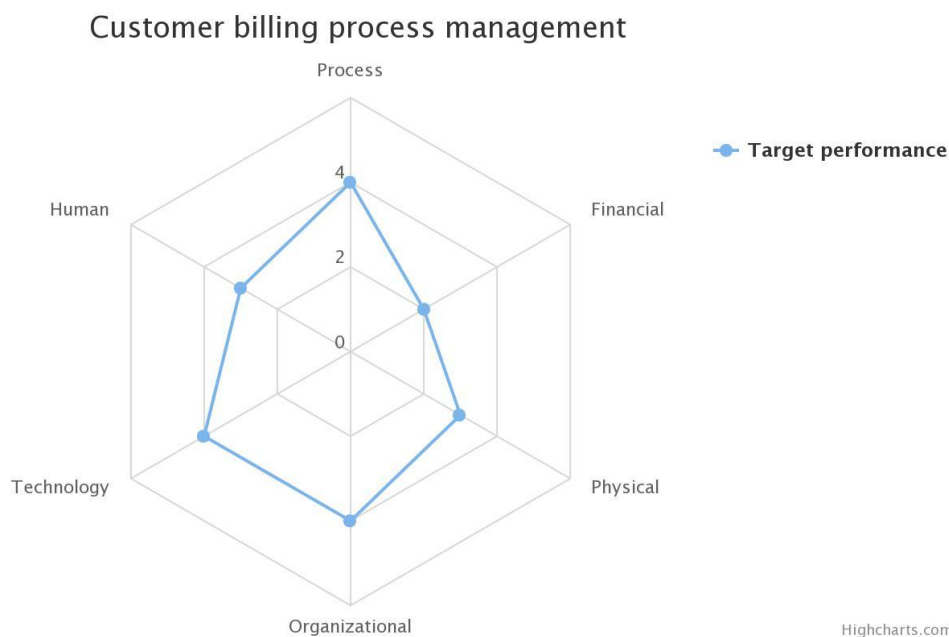 Customer billing process management
Process
Target performance
4
Human
Financial
2
0
Technology
Physical
Organizational
Highcharts.com